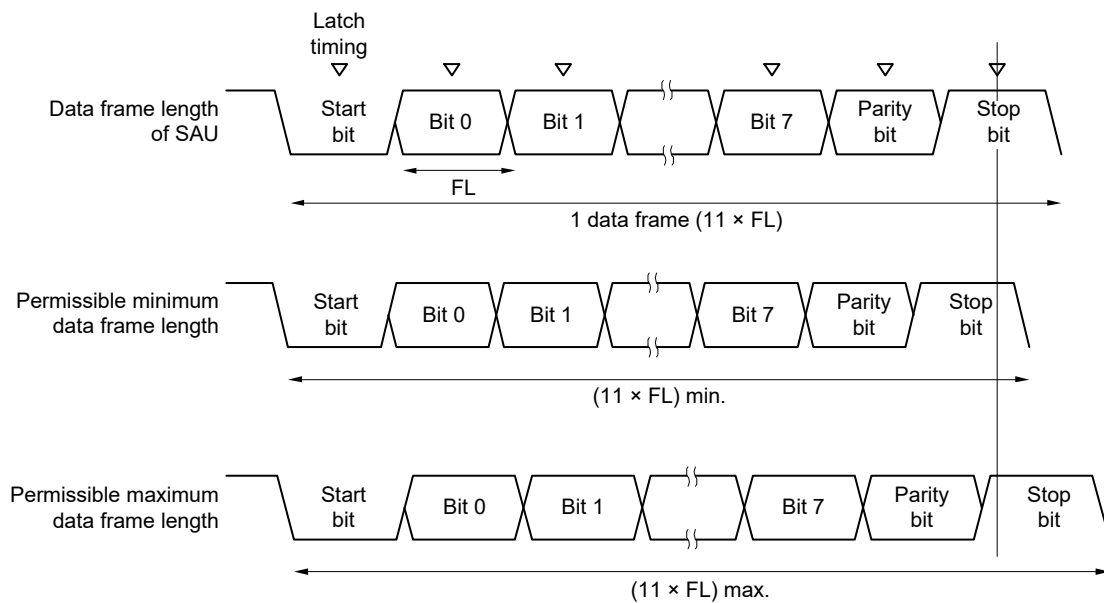 Latch
timing
Data frame length
of SAU
Start
bit
Bit 0
Bit 1
Bit 7
Parity
bit
Stop
bit
FL
1 data frame (11 × FL)
Permissible minimum
data frame length
Start
bit
Bit 0
Bit 1
Bit 7
Parity
bit
Stop
bit
(11 × FL) min.
Permissible maximum
data frame length
Start
bit
Bit 0
Bit 1
Bit 7
Parity
bit
Stop
bit
(11 × FL) max.